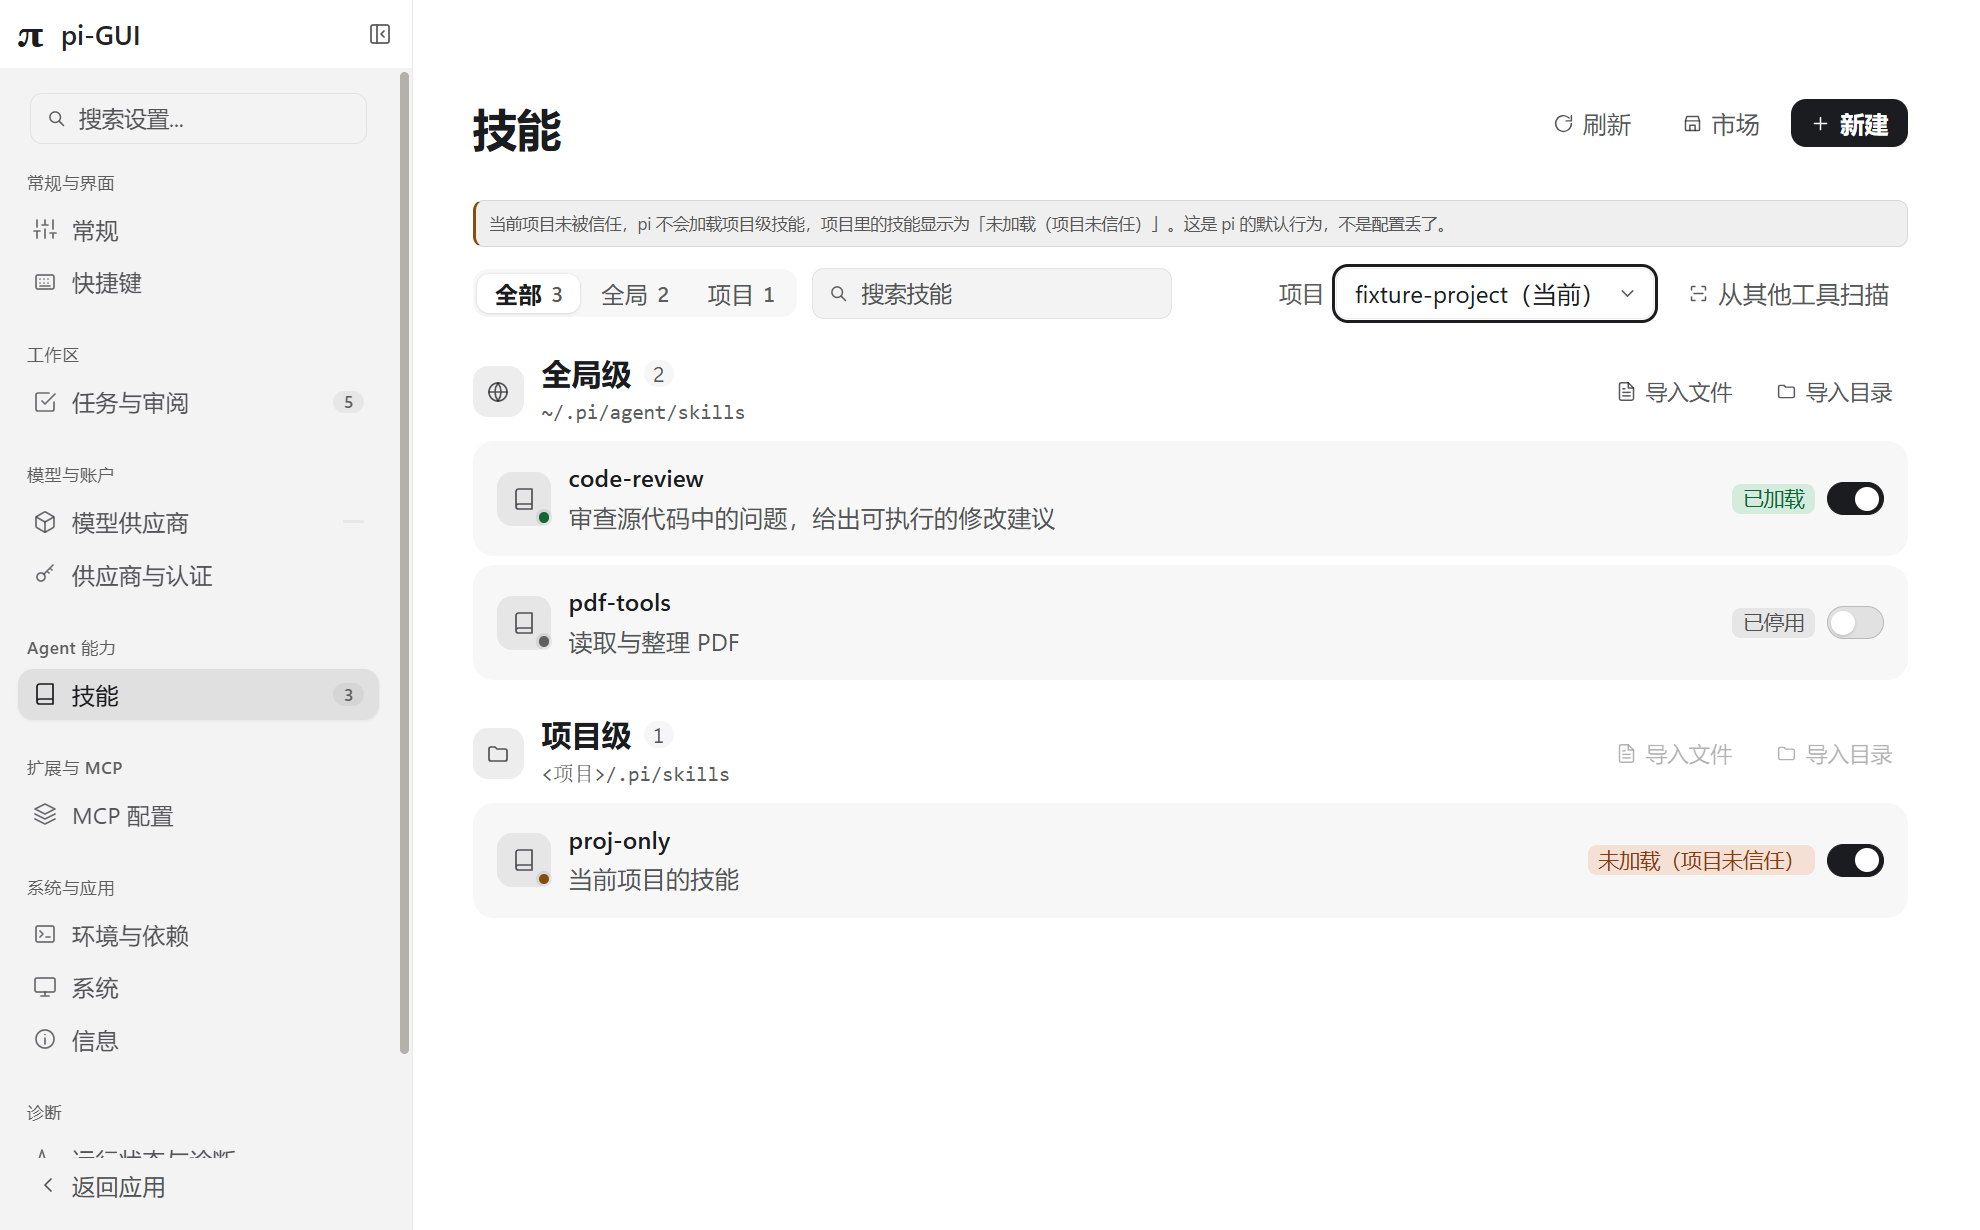 π pi-GUI
搜索设置...
常规与界面
常规
快捷键
工作区
任务与审阅 5
模型与账户
模型供应商
供应商与认证
Agent 能力
技能 3
扩展与 MCP
MCP 配置
系统与应用
环境与依赖
系统
信息
诊断
运行状态与诊断
返回应用
技能
刷新 市场 + 新建
当前项目未被信任，pi 不会加载项目级技能，项目里的技能显示为「未加载（项目未信任）」。这是 pi 的默认行为，不是配置丢了。
全部 3 全局 2 项目 1 搜索技能 项目 fixture-project（当前） 从其他工具扫描
全局级 2
~/.pi/agent/skills
导入文件 导入目录
code-review
审查源代码中的问题，给出可执行的修改建议
已加载
pdf-tools
读取与整理 PDF
已停用
项目级 1
<项目>/.pi/skills
导入文件 导入目录
proj-only
当前项目的技能
未加载（项目未信任）